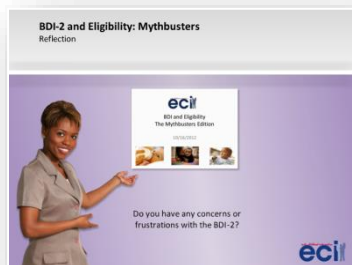 BDI-2 and Eligibility: Mythbusters
Reflection
eci
BDI and Eligibility
The Mythbusters Edition
Do you have any concerns or
frustrations with the BDI-2?
eci